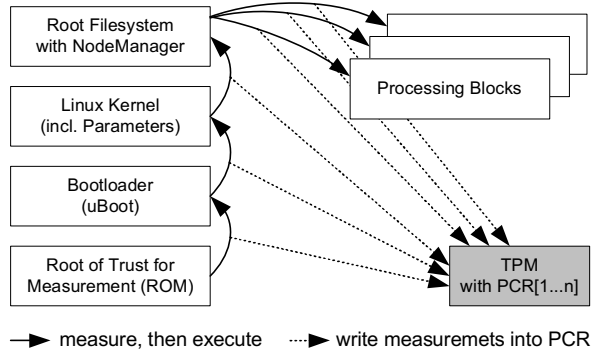 Root Filesystem
with NodeManager
Processing Blocks
Linux Kernel
(incl. Parameters)
Bootloader
(uBoot)
Root of Trust for
Measurement (ROM)
TPM
with PCR[1...n]
measure, then execute
write measuremets into PCR